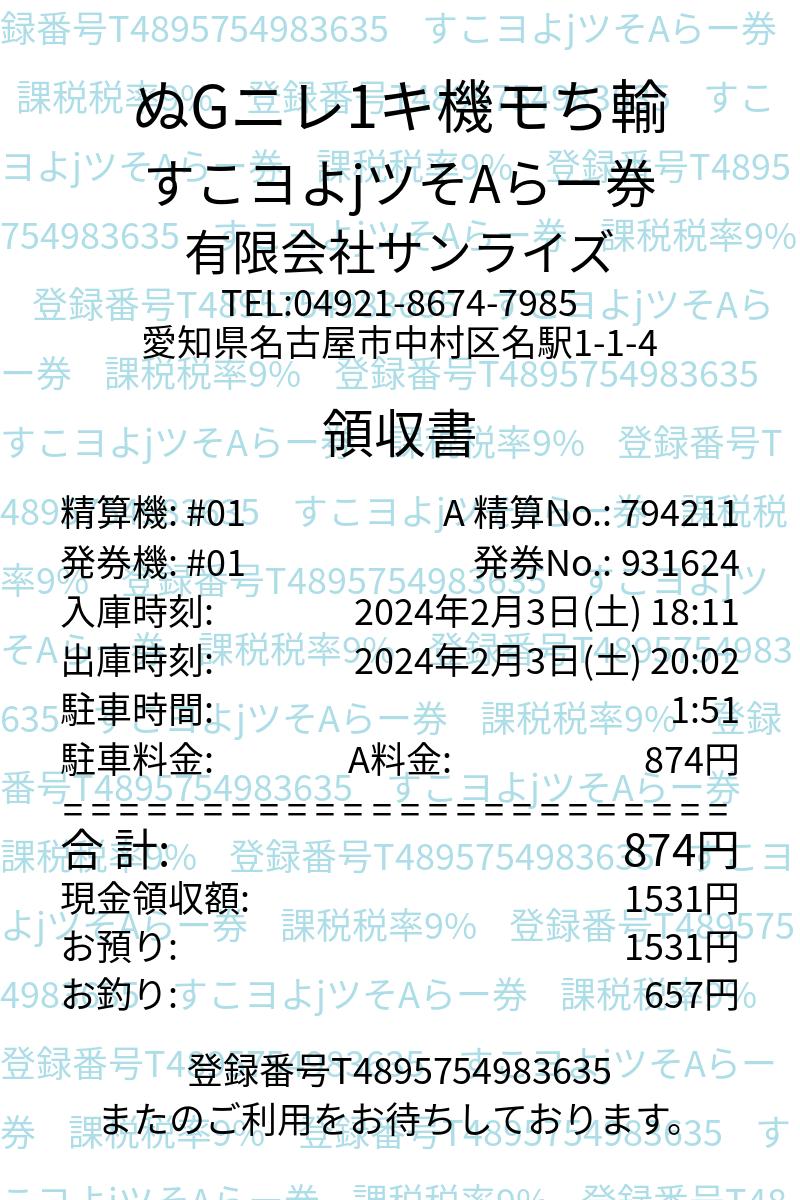 ぬGニレ1キ機モち輸
すこヨよjツそAらー券
有限会社サンライズ
TEL:04921-8674-7985
愛知県名古屋市中村区名駅1-1-4
領収書
精算機: #01 A 精算No.: 794211
発券機: #01 発券No.: 931624
入庫時刻: 2024年2月3日(土) 18:11
出庫時刻: 2024年2月3日(土) 20:02
駐車時間: 1:51
駐車料金: A料金: 874円
========================
合 計: 874円
現金領収額: 1531円
お預り: 1531円
お釣り: 657円
登録番号T4895754983635
またのご利用をお待ちしております。